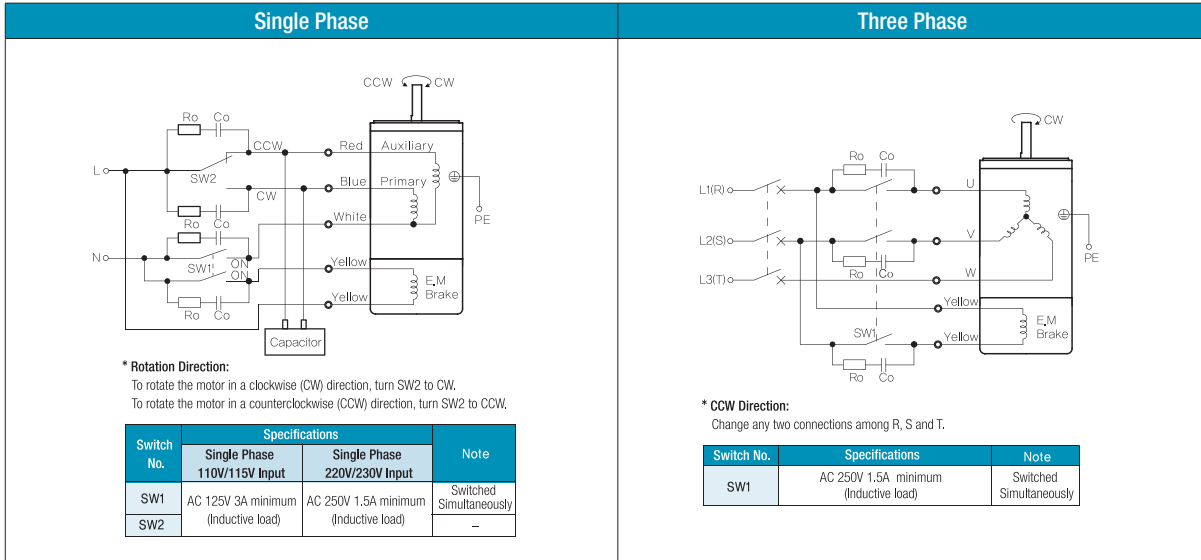 Single Phase
CCW CW
Ro Co
CCW
Red Auxiliary
L
SW2
Blue Primary
CW
Ro Co
White
PE
Ro Co
N
SW1
ON
ON
Yellow
E.M
Brake
Yellow
Ro Co
Capacitor
* Rotation Direction:
To rotate the motor in a clockwise (CW) direction, turn SW2 to CW.
To rotate the motor in a counterclockwise (CCW) direction, turn SW2 to CCW.
Switch No.
Specifications
Note
Single Phase
110V/115V Input
Single Phase
220V/230V Input
SW1
AC 125V 3A minimum
(Inductive load)
AC 250V 1.5A minimum
(Inductive load)
Switched
Simultaneously
SW2
–
Three Phase
CW
Ro Co
L1(R)
U
L2(S)
V
Ro Co
PE
L3(T)
W
Yellow
E.M
Brake
SW1
Yellow
Ro Co
* CCW Direction:
Change any two connections among R, S and T.
Switch No. Specifications Note
SW1
AC 250V 1.5A minimum
(Inductive load)
Switched
Simultaneously